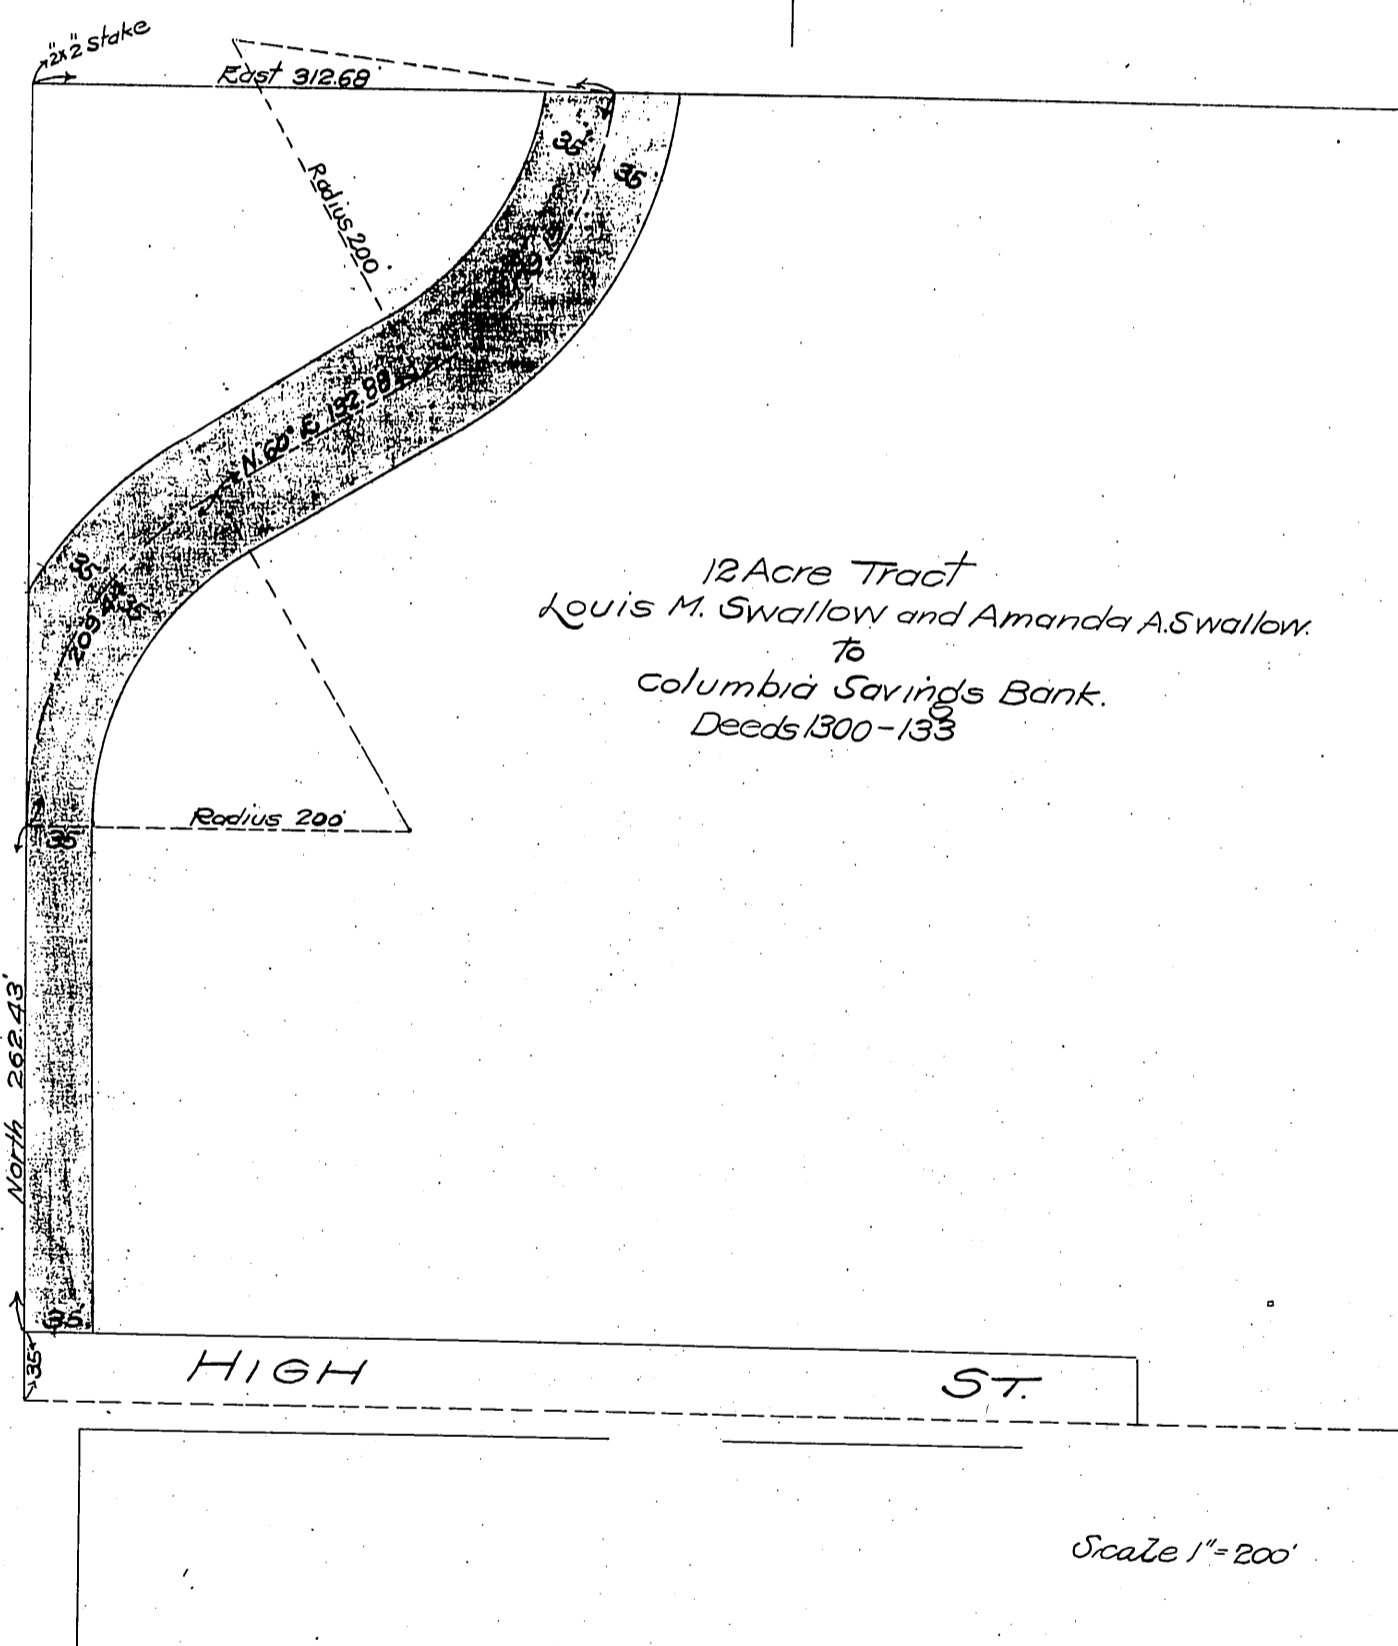 2"x2" stake
East 312.68'
35'
35
Radius 200'
N. 60° E. 132.88'
35
35
209.44
12 Acre Tract
Louis M. Swallow and Amanda A. Swallow.
to
Columbia Savings Bank.
Deeds 1300-133
Radius 200'
35'
North 262.43'
35'
35'
HIGH ST.
Scale 1"=200'